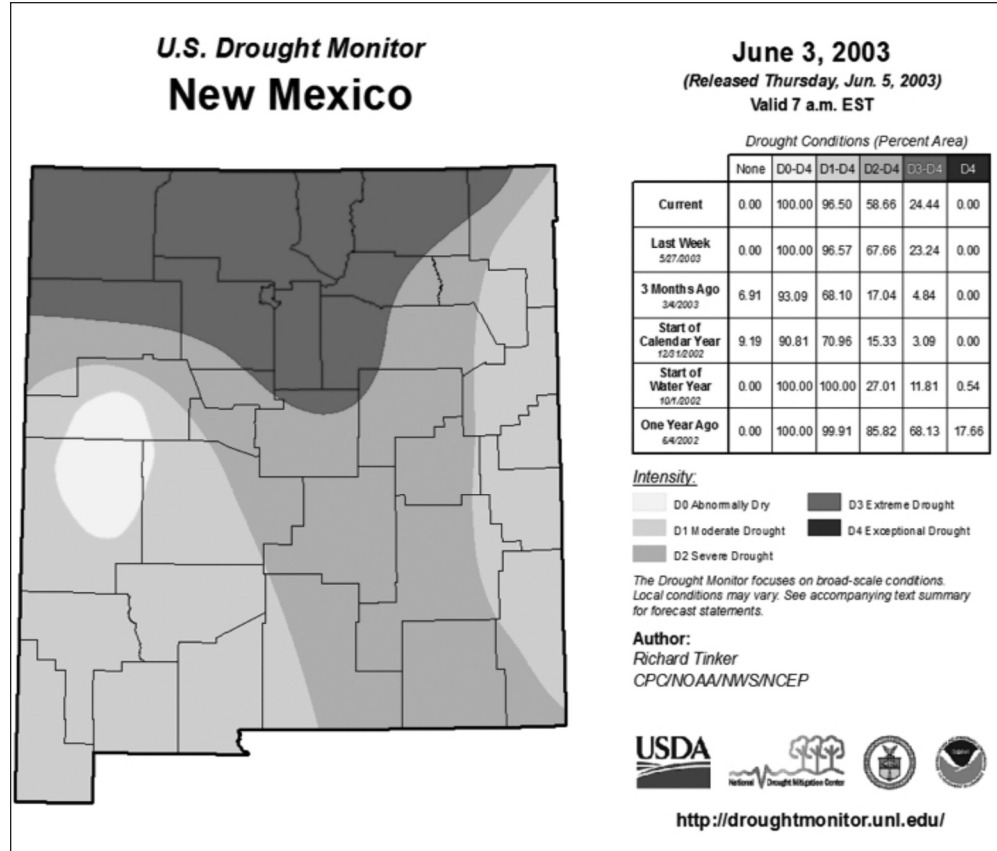 U.S. Drought Monitor
New Mexico
June 3, 2003
(Released Thursday, Jun. 5, 2003)
Valid 7 a.m. EST
Drought Conditions (Percent Area)
None D0-D4 D1-D4 D2-D4 D3-D4 D4
Current 0.00 100.00 96.50 58.66 24.44 0.00
Last Week 0.00 100.00 96.57 67.66 23.24 0.00
5/27/2003
3 Months Ago 6.91 93.09 68.10 17.04 4.84 0.00
3/4/2003
Start of
Calendar Year 9.19 90.81 70.96 15.33 3.09 0.00
12/31/2002
Start of
Water Year 0.00 100.00 100.00 27.01 11.81 0.54
10/1/2002
One Year Ago 0.00 100.00 99.91 85.82 68.13 17.66
6/4/2002
Intensity:
D0 Abnormally Dry
D1 Moderate Drought
D2 Severe Drought
D3 Extreme Drought
D4 Exceptional Drought
The Drought Monitor focuses on broad-scale conditions.
Local conditions may vary. See accompanying text summary
for forecast statements.
Author:
Richard Tinker
CPC/NOAA/NWS/NCEP
USDA
National Drought Mitigation Center
http://droughtmonitor.unl.edu/